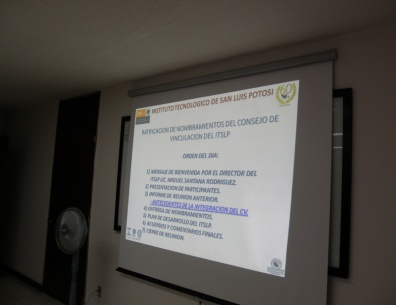 INSTITUTO TECNOLOGICO DE SAN LUIS POTOSI
RATIFICACION DE NOMBRAMIENTOS DEL CONSEJO DE
VINCULACION DEL ITSLP
ORDEN DEL DIA:
1) MENSAJE DE BIENVENIDA POR EL DIRECTOR DEL
ITSLP LIC. MIGUEL SANTANA RODRIGUEZ.
2) PRESENTACION DE PARTICIPANTES.
3) INFORME DE REUNION ANTERIOR.
- ANTECEDENTES DE LA INTEGRACION DEL CV.
4) ENTREGA DE NOMBRAMIENTOS.
5) PLAN DE DESARROLLO DEL ITSLP.
6) ACUERDOS Y COMENTARIOS FINALES.
7) CIERRE DE REUNION.